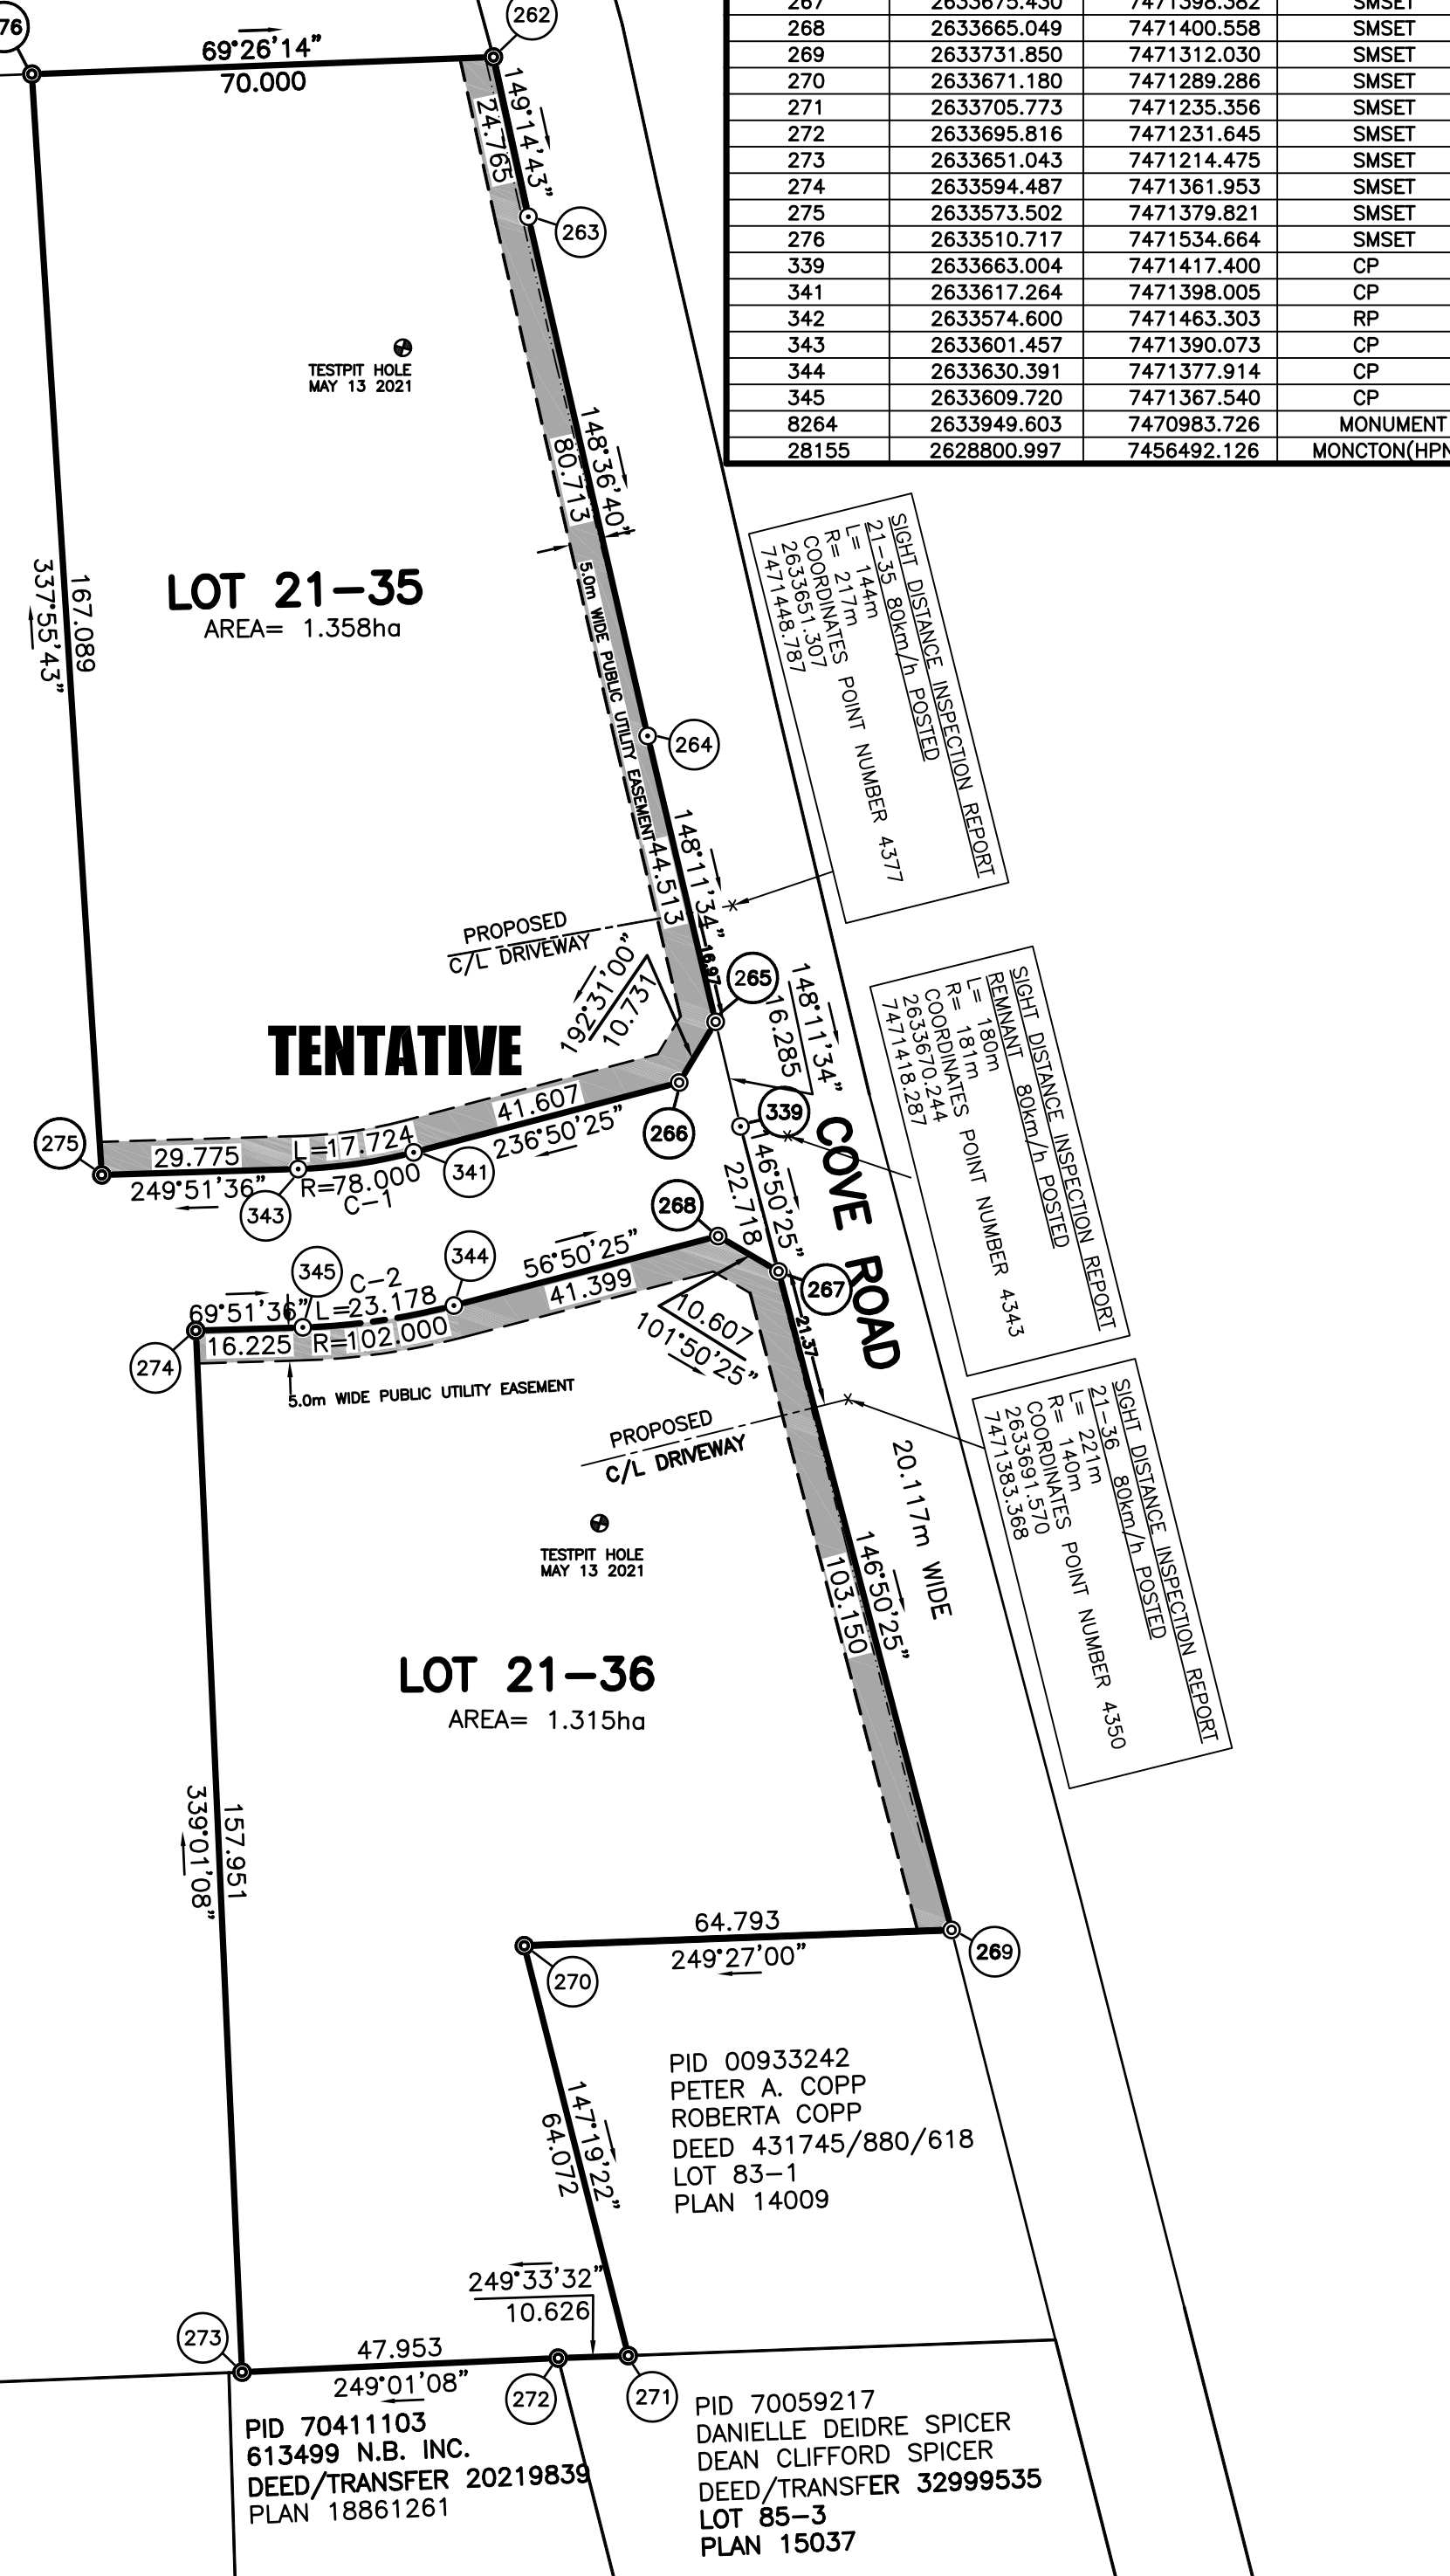 267 2633675.430 7471398.382 SMSET
268 2633665.049 7471400.558 SMSET
269 2633731.850 7471312.030 SMSET
270 2633671.180 7471289.286 SMSET
271 2633705.773 7471235.356 SMSET
272 2633695.816 7471231.645 SMSET
273 2633651.043 7471214.475 SMSET
274 2633594.487 7471361.953 SMSET
275 2633573.502 7471379.821 SMSET
276 2633510.717 7471534.664 SMSET
339 2633663.004 7471417.400 CP
341 2633617.264 7471398.005 CP
342 2633574.600 7471463.303 RP
343 2633601.457 7471390.073 CP
344 2633630.391 7471377.914 CP
345 2633609.720 7471367.540 CP
8264 2633949.603 7470983.726 MONUMENT
28155 2628800.997 7456492.126 MONCTON(HPN
76
69°26'14"
70.000
262
149°14'43"
24.765
263
TESTPIT HOLE
MAY 13 2021
148°36'40"
80.713
5.0m WIDE PUBLIC UTILITY EASEMENT
LOT 21-35
AREA= 1.358ha
167.089
337°55'43"
264
148°11'34"
44.513
16.97
PROPOSED
C/L DRIVEWAY
192°31'00"
10.731
265
148°11'34"
16.285
TENTATIVE
339
266
41.607
236°50'25"
341
L=17.724
R=78.000
C-1
29.775
249°51'36"
275
343
146°50'25"
22.718
COVE ROAD
268
267
344
56°50'25"
41.399
345
C-2
L=23.178
R=102.000
69°51'36"
16.225
274
10.607
101°50'25"
21.37
5.0m WIDE PUBLIC UTILITY EASEMENT
PROPOSED
C/L DRIVEWAY
20.117m WIDE
TESTPIT HOLE
MAY 13 2021
146°50'25"
103.150
LOT 21-36
AREA= 1.315ha
157.951
339°01'08"
64.793
249°27'00"
269
270
147°19'22"
64.072
249°33'32"
10.626
273
47.953
249°01'08"
272
271
SIGHT DISTANCE INSPECTION REPORT
21-35 80km/h POSTED
L= 144m
R= 217m
COORDINATES POINT NUMBER 4377
2633651.307
7471448.787
SIGHT DISTANCE INSPECTION REPORT
REMNANT 80km/h POSTED
L= 180m
R= 181m
COORDINATES POINT NUMBER 4343
2633670.244
7471418.287
SIGHT DISTANCE INSPECTION REPORT
21-36 80km/h POSTED
L= 221m
R= 140m
COORDINATES POINT NUMBER 4350
2633691.570
7471383.368
PID 00933242
PETER A. COPP
ROBERTA COPP
DEED 431745/880/618
LOT 83-1
PLAN 14009
PID 70411103
613499 N.B. INC.
DEED/TRANSFER 20219839
PLAN 18861261
PID 70059217
DANIELLE DEIDRE SPICER
DEAN CLIFFORD SPICER
DEED/TRANSFER 32999535
LOT 85-3
PLAN 15037